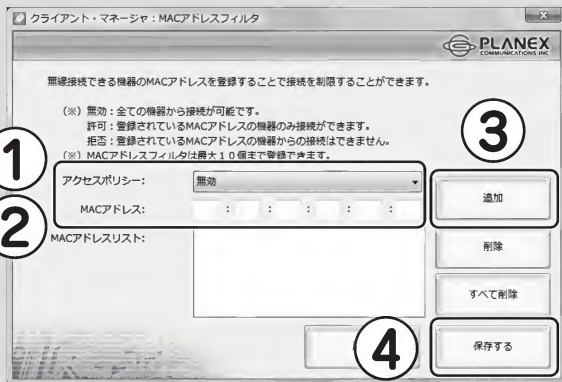 クライアント・マネージャ：MACアドレスフィルタ
PLANEX
COMMUNICATIONS INC
無線接続できる機器のMACアドレスを登録することで接続を制限することができます。
（※）無効：全ての機器から接続が可能です。
許可：登録されているMACアドレスの機器のみ接続ができます。
拒否：登録されているMACアドレスの機器からの接続はできません。
（※）MACアドレスフィルタは最大１０個まで登録できます。
①
アクセスポリシー：
無効
②
MACアドレス：
: : : : :
③
追加
MACアドレスリスト：
削除
すべて削除
④
保存する